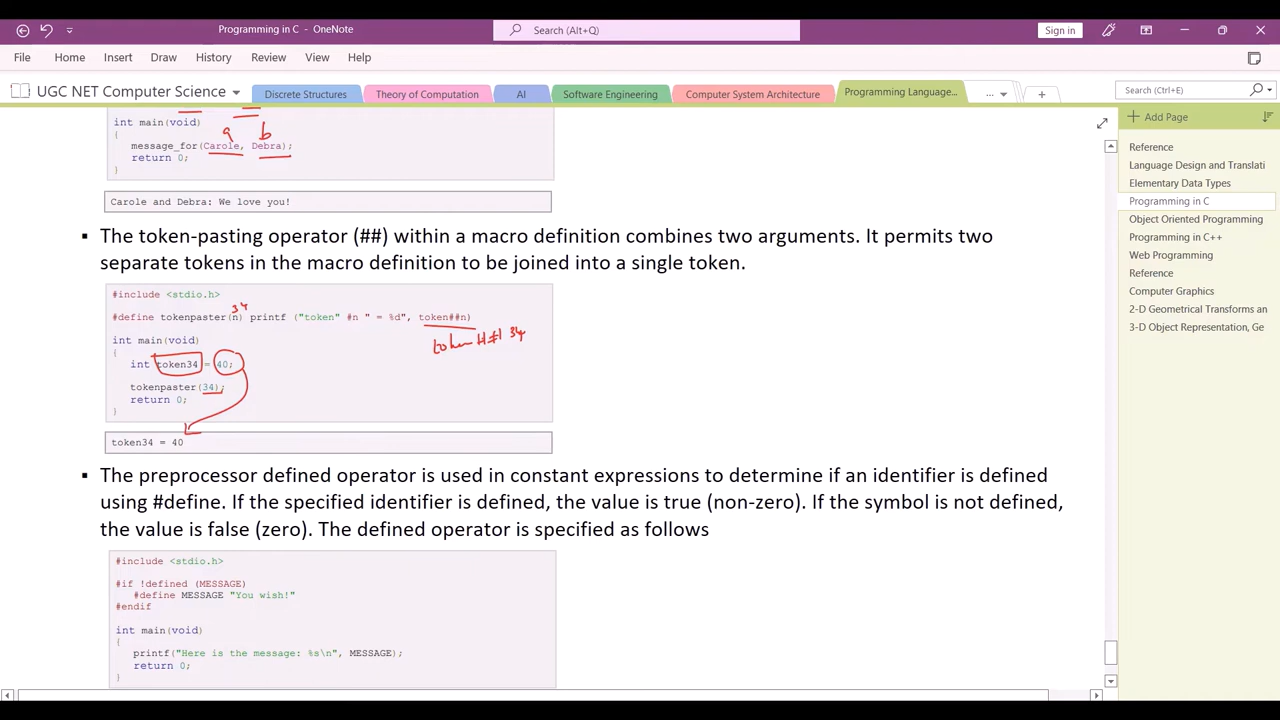 Programming in C - OneNote
Search (Alt+Q)
Sign in
File Home Insert Draw History Review View Help
UGC NET Computer Science
Discrete Structures Theory of Computation AI Software Engineering Computer System Architecture Programming Language... ...
Search (Ctrl+E)
Add Page
Reference
Language Design and Translati
Elementary Data Types
Programming in C
Object Oriented Programming
Programming in C++
Web Programming
Reference
Computer Graphics
2-D Geometrical Transforms an
3-D Object Representation, Ge
int main(void)
{
a b
message_for(Carole, Debra);
return 0;
}
Carole and Debra: We love you!
▪ The token-pasting operator (##) within a macro definition combines two arguments. It permits two
separate tokens in the macro definition to be joined into a single token.
#include <stdio.h>
34
#define tokenpaster(n) printf ("token" #n " = %d", token##n)
token ## 34
int main(void)
{
int token34 = 40;
tokenpaster(34);
return 0;
}
token34 = 40
▪ The preprocessor defined operator is used in constant expressions to determine if an identifier is defined
using #define. If the specified identifier is defined, the value is true (non-zero). If the symbol is not defined,
the value is false (zero). The defined operator is specified as follows
#include <stdio.h>
#if !defined (MESSAGE)
#define MESSAGE "You wish!"
#endif
int main(void)
{
printf("Here is the message: %s\n", MESSAGE);
return 0;
}